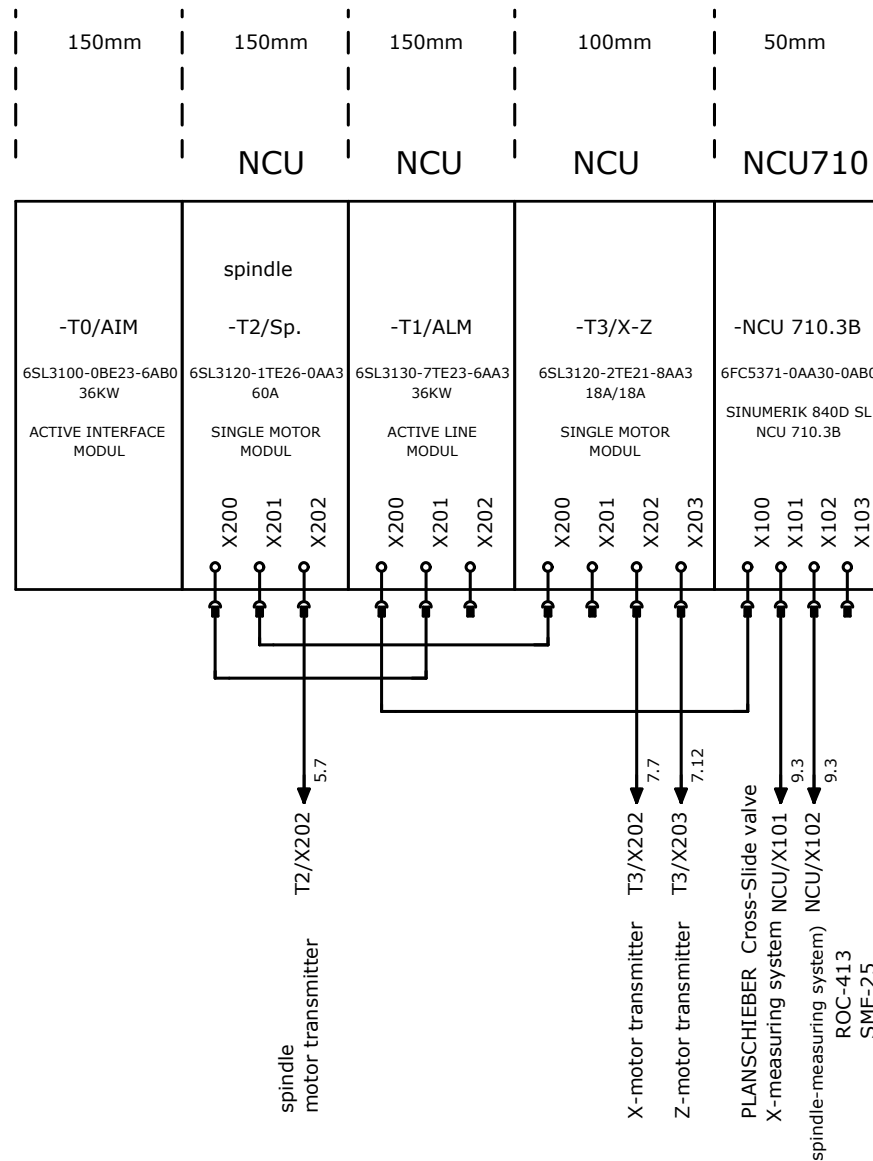 150mm
150mm
150mm
100mm
50mm
NCU
NCU
NCU
NCU710
spindle
-T0/AIM
-T2/Sp.
-T1/ALM
-T3/X-Z
-NCU 710.3B
6SL3100-0BE23-6AB0
36KW
ACTIVE INTERFACE
MODUL
6SL3120-1TE26-0AA3
60A
SINGLE MOTOR
MODUL
6SL3130-7TE23-6AA3
36KW
ACTIVE LINE
MODUL
6SL3120-2TE21-8AA3
18A/18A
SINGLE MOTOR
MODUL
6FC5371-0AA30-0AB0
SINUMERIK 840D SL
NCU 710.3B
X200
X201
X202
X200
X201
X202
X200
X201
X202
X203
X100
X101
X102
X103
5.7
7.7
7.12
9.3
9.3
T2/X202
T3/X202
T3/X203
NCU/X101
NCU/X102
spindle
motor transmitter
X-motor transmitter
Z-motor transmitter
PLANSCHIEBER Cross-Slide valve
X-measuring system
spindle-measuring system)
ROC-413